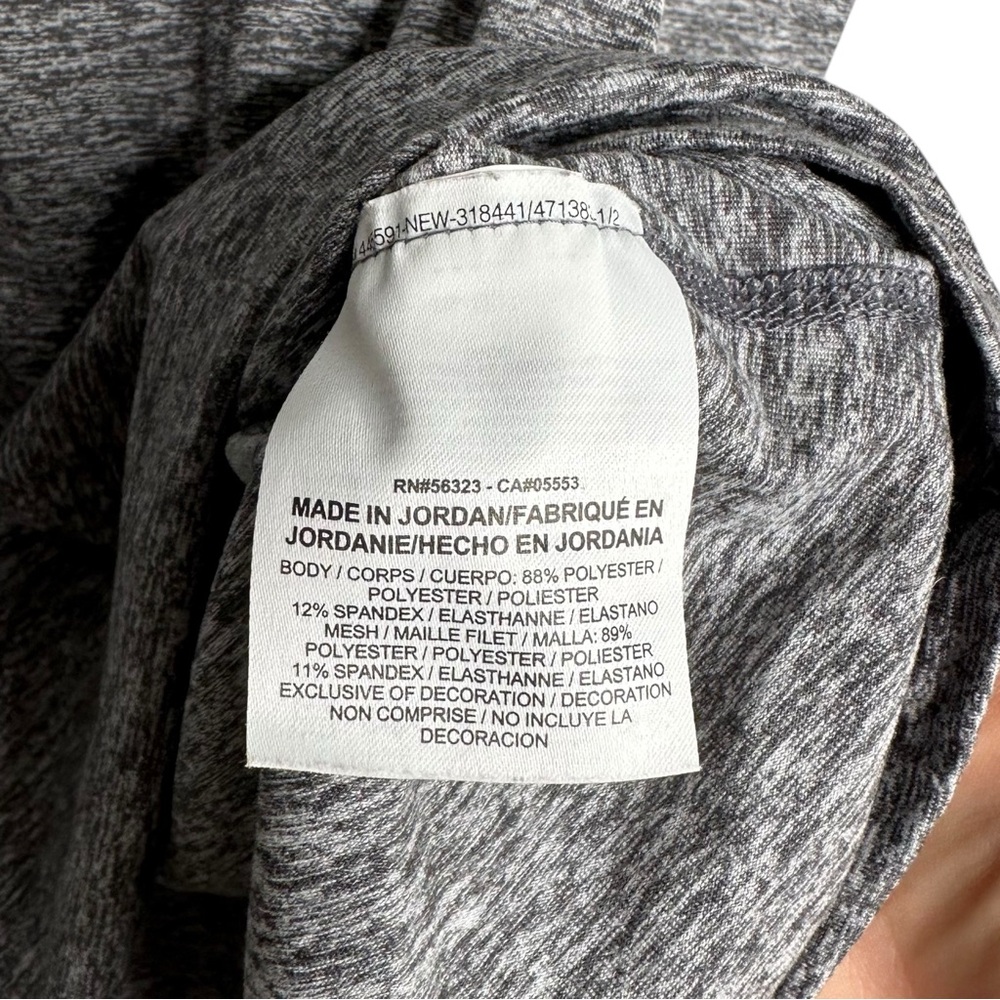 -NEW-318441/47138
1/2
RN#56323 - CA#05553
MADE IN JORDAN/FABRIQUÉ EN
JORDANIE/HECHO EN JORDANIA
BODY / CORPS / CUERPO: 88% POLYESTER /
POLYESTER / POLIESTER
12% SPANDEX / ELASTHANNE / ELASTANO
MESH / MAILLE FILET / MALLA: 89%
POLYESTER / POLYESTER / POLIESTER
11% SPANDEX / ELASTHANNE / ELASTANO
EXCLUSIVE OF DECORATION / DECORATION
NON COMPRISE / NO INCLUYE LA
DECORACION